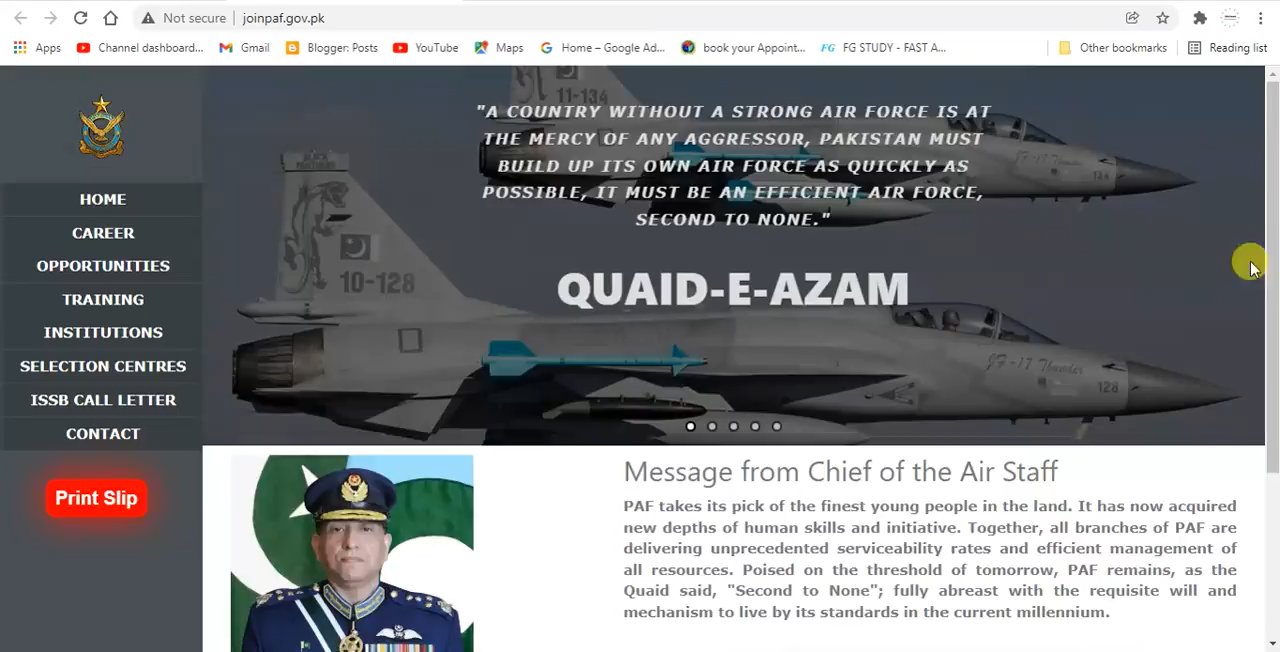 Not secure
joinpaf.gov.pk
Apps
Channel dashboard...
Gmail
Blogger: Posts
YouTube
Maps
Home – Google Ad...
book your Appoint...
FG FG STUDY - FAST A...
Other bookmarks
Reading list
HOME
CAREER
OPPORTUNITIES
TRAINING
INSTITUTIONS
SELECTION CENTRES
ISSB CALL LETTER
CONTACT
Print Slip
11-134
"A COUNTRY WITHOUT A STRONG AIR FORCE IS AT
THE MERCY OF ANY AGGRESSOR, PAKISTAN MUST
BUILD UP ITS OWN AIR FORCE AS QUICKLY AS
POSSIBLE, IT MUST BE AN EFFICIENT AIR FORCE,
SECOND TO NONE."
QUAID-E-AZAM
JF-17 Thunder
134
10-128
JF-17 Thunder
128
Message from Chief of the Air Staff
PAF takes its pick of the finest young people in the land. It has now acquired
new depths of human skills and initiative. Together, all branches of PAF are
delivering unprecedented serviceability rates and efficient management of
all resources. Poised on the threshold of tomorrow, PAF remains, as the
Quaid said, "Second to None"; fully abreast with the requisite will and
mechanism to live by its standards in the current millennium.